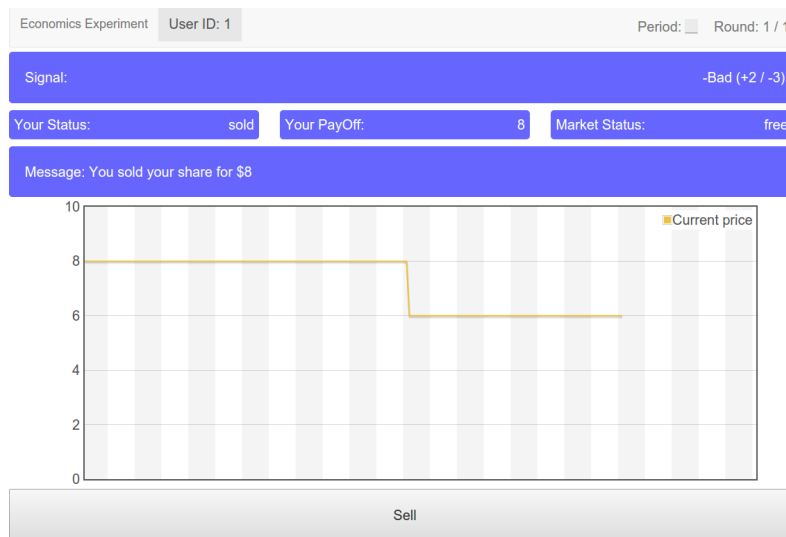 Economics Experiment User ID: 1 Period: Round: 1 / 1
Signal: -Bad (+2 / -3)
Your Status: sold Your PayOff: 8 Market Status: free
Message: You sold your share for $8
10
Current price
8
6
4
2
0
Sell